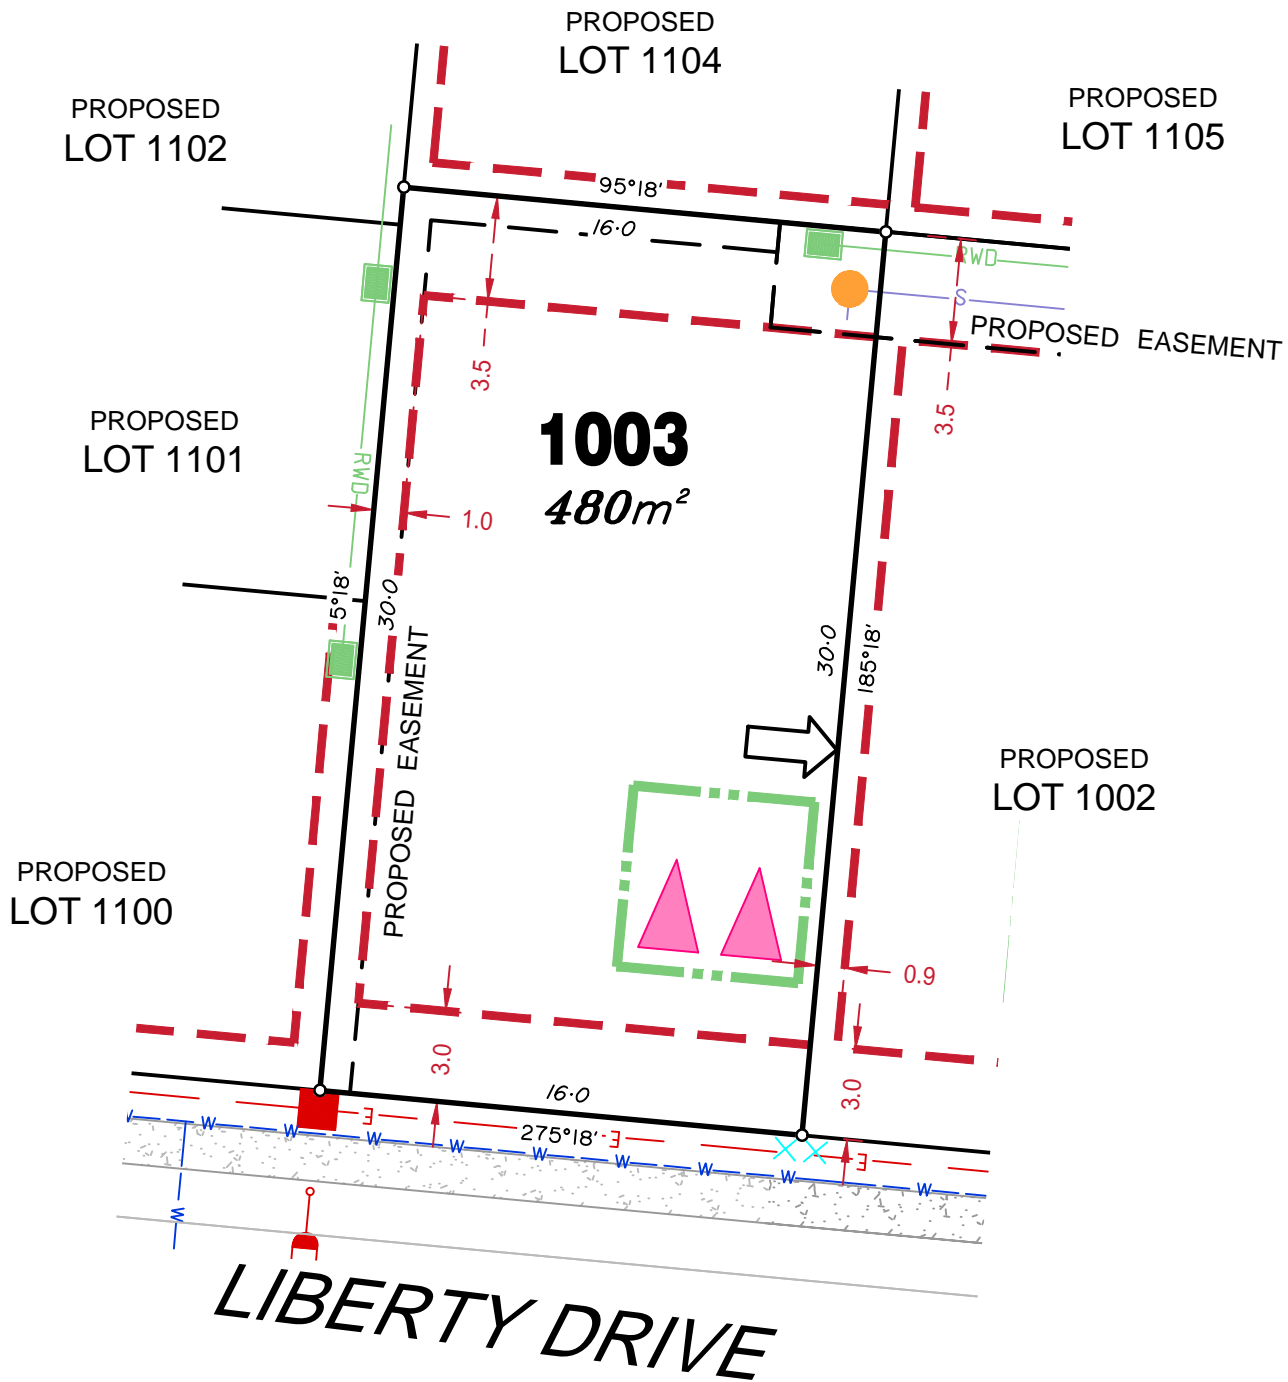 PROPOSED
LOT 1104
PROPOSED
LOT 1102
PROPOSED
LOT 1105
95°18'
16·0
RWD
S
PROPOSED EASEMENT
3.5
3.5
PROPOSED
LOT 1101
1003
480m²
RWD
1.0
5°18'
30·0
PROPOSED EASEMENT
30·0
185°18'
PROPOSED
LOT 1002
PROPOSED
LOT 1100
0.9
3.0
3.0
16·0
275°18'
E
E
E
W
W
W
W
W
W
W
W
W
W
W
LIBERTY DRIVE